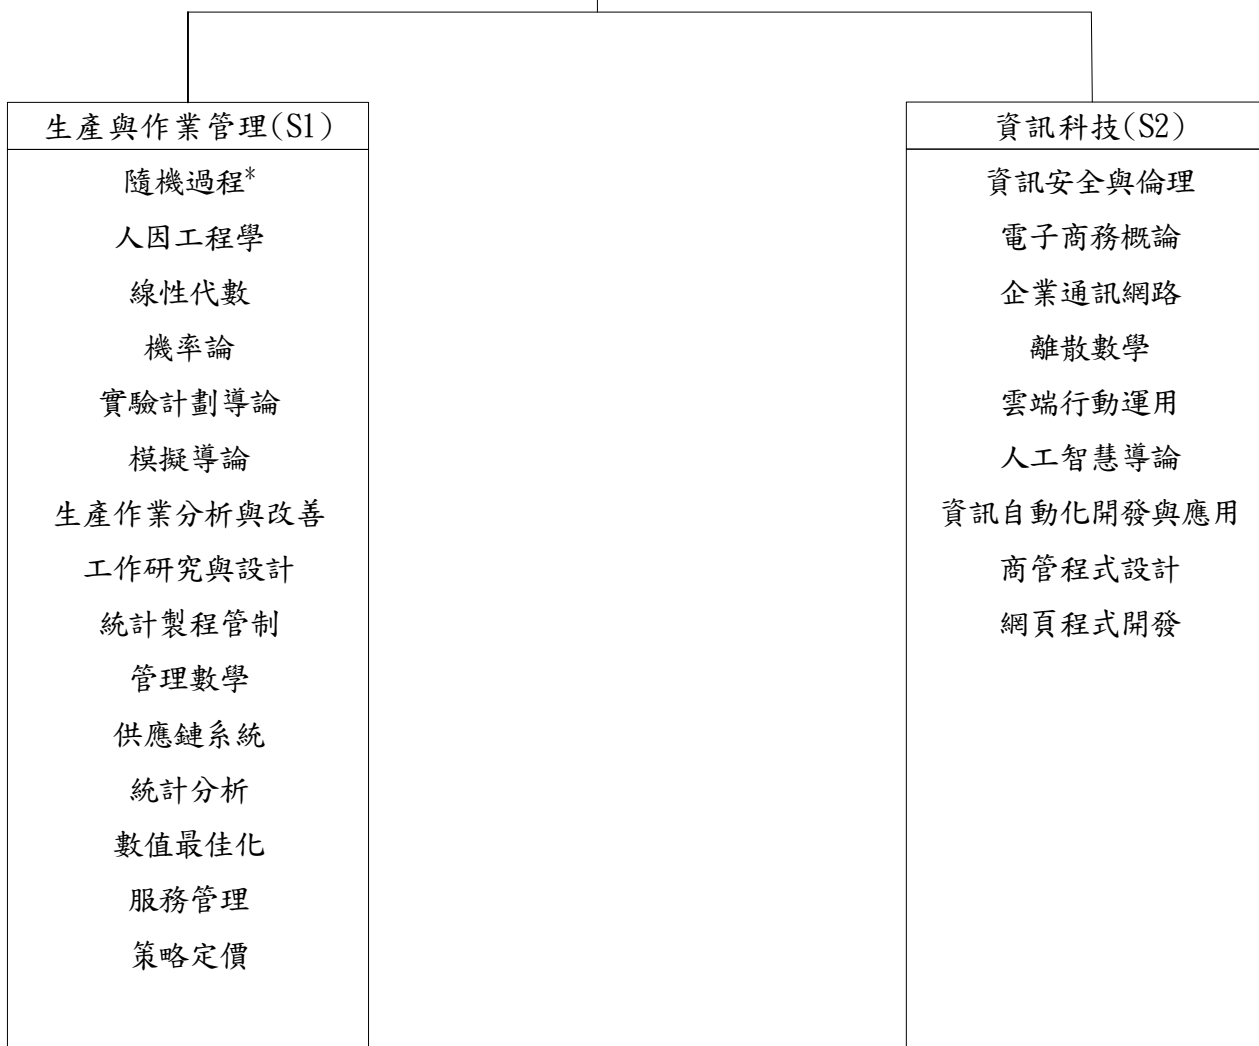 生產與作業管理(S1)
隨機過程*
人因工程學
線性代數
機率論
實驗計劃導論
模擬導論
生產作業分析與改善
工作研究與設計
統計製程管制
管理數學
供應鏈系統
統計分析
數值最佳化
服務管理
策略定價
資訊科技(S2)
資訊安全與倫理
電子商務概論
企業通訊網路
離散數學
雲端行動運用
人工智慧導論
資訊自動化開發與應用
商管程式設計
網頁程式開發